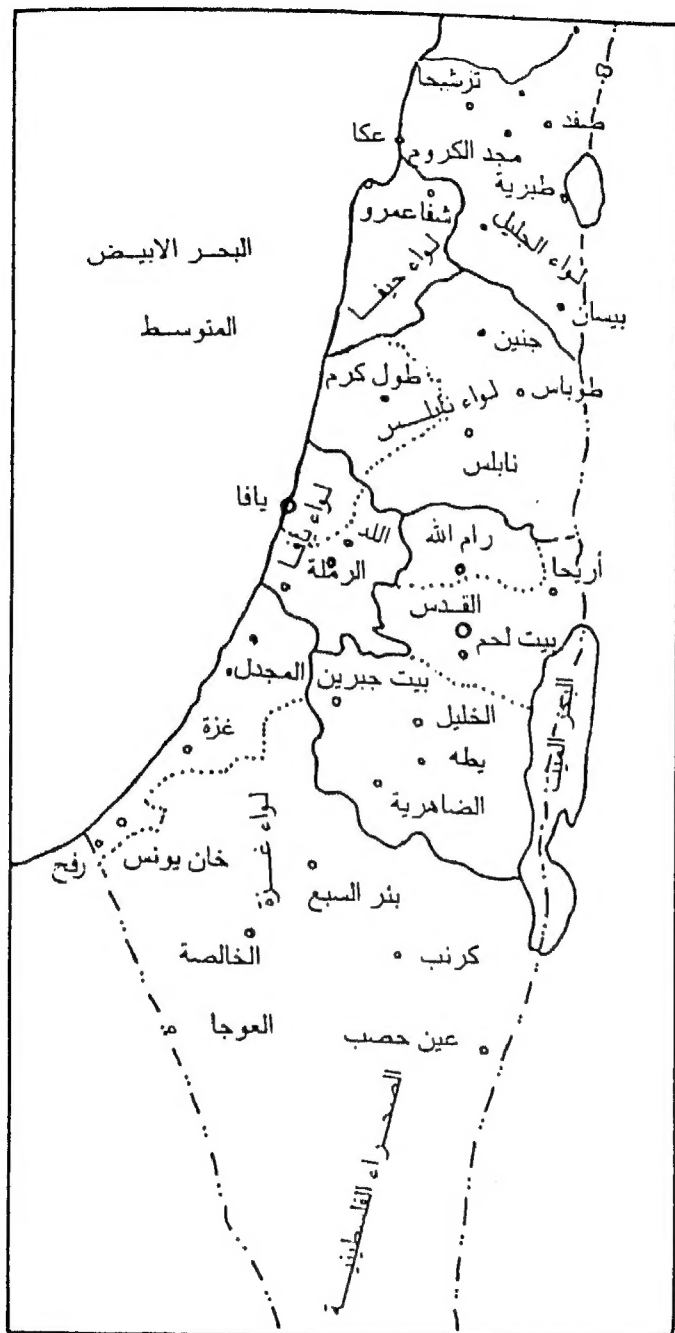 ترشيحا
صفد
عكا
مجد الكروم
طبرية
شفا عمرو
لواء الجليل
البحر الابيض
المتوسط
لواء حيفا
بيسان
جنين
طول كرم
طوباس
لواء نابلس
نابلس
يافا
لواء يافا
اللد
رام الله
الرملة
أريحا
القدس
بيت لحم
المجدل
بيت جبرين
البحر الميت
الخليل
غزة
يطه
الضاهرية
لواء غزة
خان يونس
رفح
بئر السبع
الخالصة
كرنب
العوجا
عين حصب
الصحراء الفلسطينية